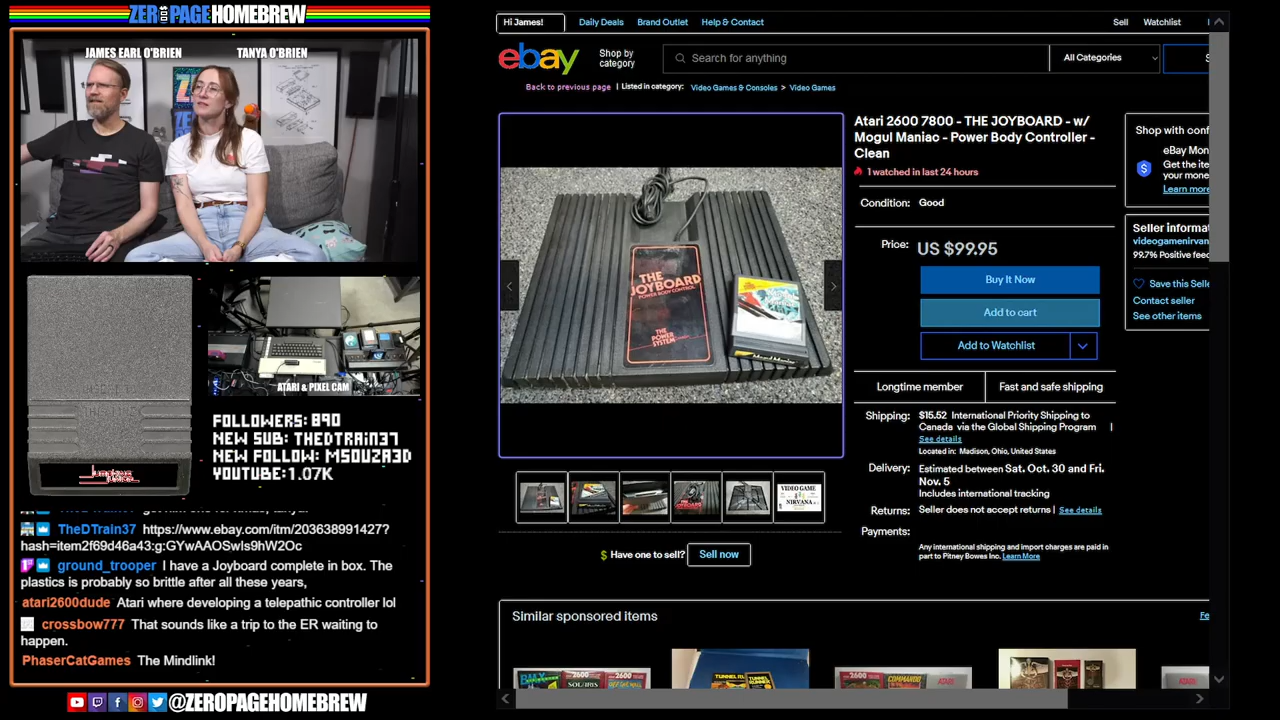 ZERO PAGE HOMEBREW
JAMES EARL O'BRIEN
TANYA O'BRIEN
ATARI & PIXEL CAM
FOLLOWERS: 890
NEW SUB: THEDTRAIN37
NEW FOLLOW: MSOUZA3D
YOUTUBE:1.07K
TheDTrain37 https://www.ebay.com/itm/203638991427?
hash=item2f69d46a43:g:GYwAAOSwIs9hW2Oc
ground_trooper I have a Joyboard complete in box. The
plastics is probably so brittle after all these years,
atari2600dude Atari where developing a telepathic controller lol
crossbow777 That sounds like a trip to the ER waiting to
happen.
PhaserCatGames The Mindlink!
@ZEROPAGEHOMEBREW
Hi James!
Daily Deals
Brand Outlet
Help & Contact
Sell
Watchlist
ebay
Shop by
category
Search for anything
All Categories
Back to previous page | Listed in category: Video Games & Consoles > Video Games
THE
JOYBOARD
POWER BODY CONTROL
THE
POWER
SYSTEM
VIDEO GAME
NIRVANA
Have one to sell?
Sell now
Atari 2600 7800 - THE JOYBOARD - w/
Mogul Maniac - Power Body Controller -
Clean
1 watched in last 24 hours
Condition: Good
Price: US $99.95
Buy It Now
Add to cart
Add to Watchlist
Longtime member
Fast and safe shipping
Shipping: $15.52 International Priority Shipping to
Canada via the Global Shipping Program |
See details
Located in: Madison, Ohio, United States
Delivery: Estimated between Sat. Oct. 30 and Fri.
Nov. 5
Includes international tracking
Returns: Seller does not accept returns | See details
Payments:
Any international shipping and import charges are paid in
part to Pitney Bowes Inc. Learn More
Shop with conf
eBay Mon
Get the ite
your mone
Learn more
Seller informa
videogamenirvan
99.7% Positive feed
Save this Selle
Contact seller
See other items
Similar sponsored items
Fe